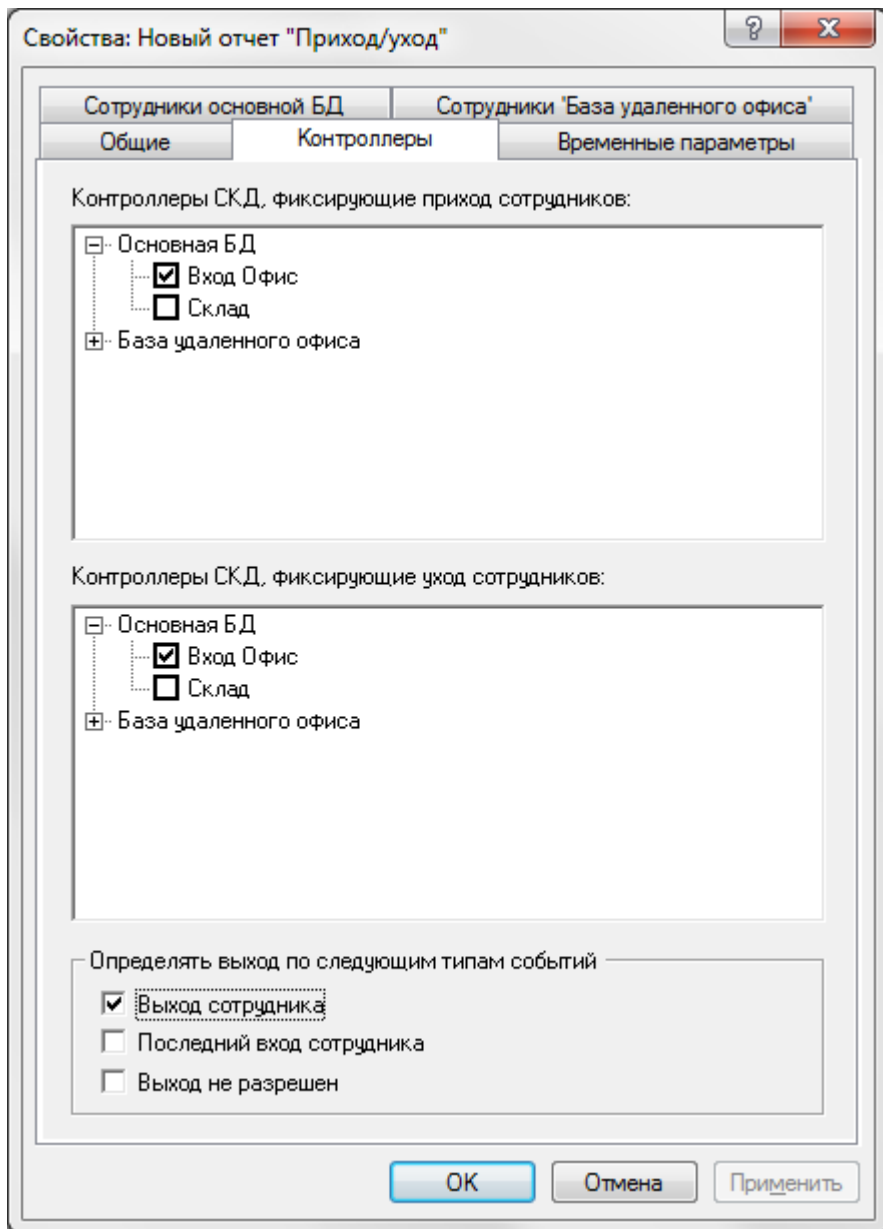 Свойства: Новый отчет "Приход/уход"
Сотрудники основной БД
Сотрудники 'База удаленного офиса'
Общие
Контроллеры
Временные параметры
Контроллеры СКД, фиксирующие приход сотрудников:
Основная БД
Вход Офис
Склад
База удаленного офиса
Контроллеры СКД, фиксирующие уход сотрудников:
Основная БД
Вход Офис
Склад
База удаленного офиса
Определять выход по следующим типам событий
Выход сотрудника
Последний вход сотрудника
Выход не разрешен
OK
Отмена
Применить